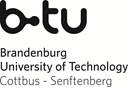 b-tu
Brandenburg
University of Technology
Cottbus - Senftenberg